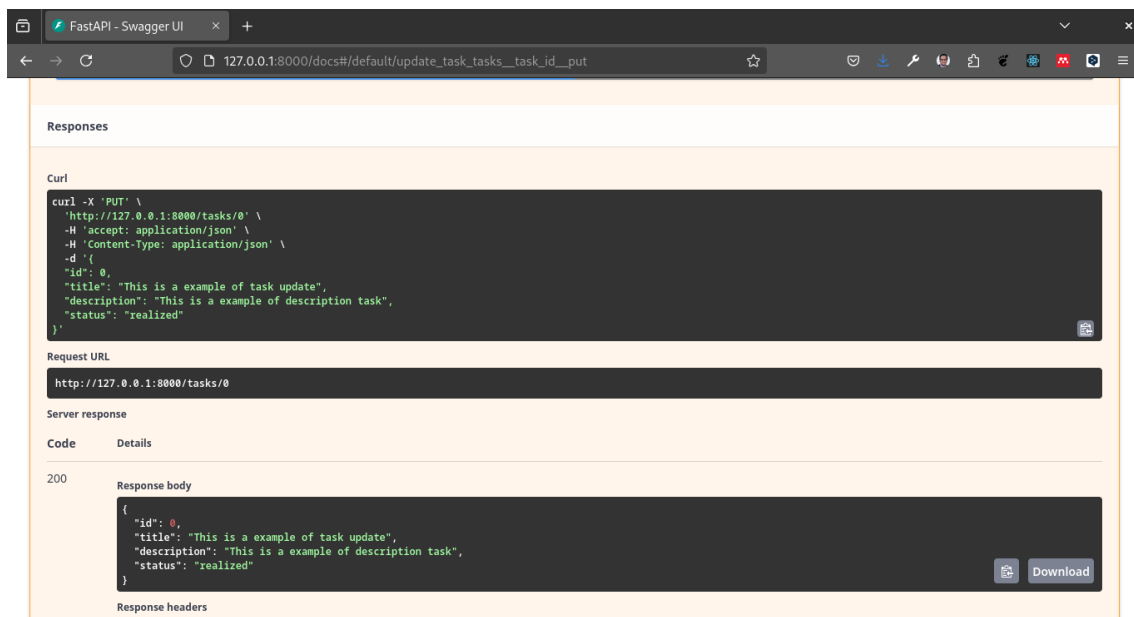 FastAPI - Swagger UI
127.0.0.1:8000/docs#/default/update_task_tasks__task_id__put
Responses
Curl
curl -X 'PUT' \
'http://127.0.0.1:8000/tasks/0' \
-H 'accept: application/json' \
-H 'Content-Type: application/json' \
-d '{
"id": 0,
"title": "This is a example of task update",
"description": "This is a example of description task",
"status": "realized"
}'
Request URL
http://127.0.0.1:8000/tasks/0
Server response
Code Details
200
Response body
{
"id": 0,
"title": "This is a example of task update",
"description": "This is a example of description task",
"status": "realized"
}
Download
Response headers